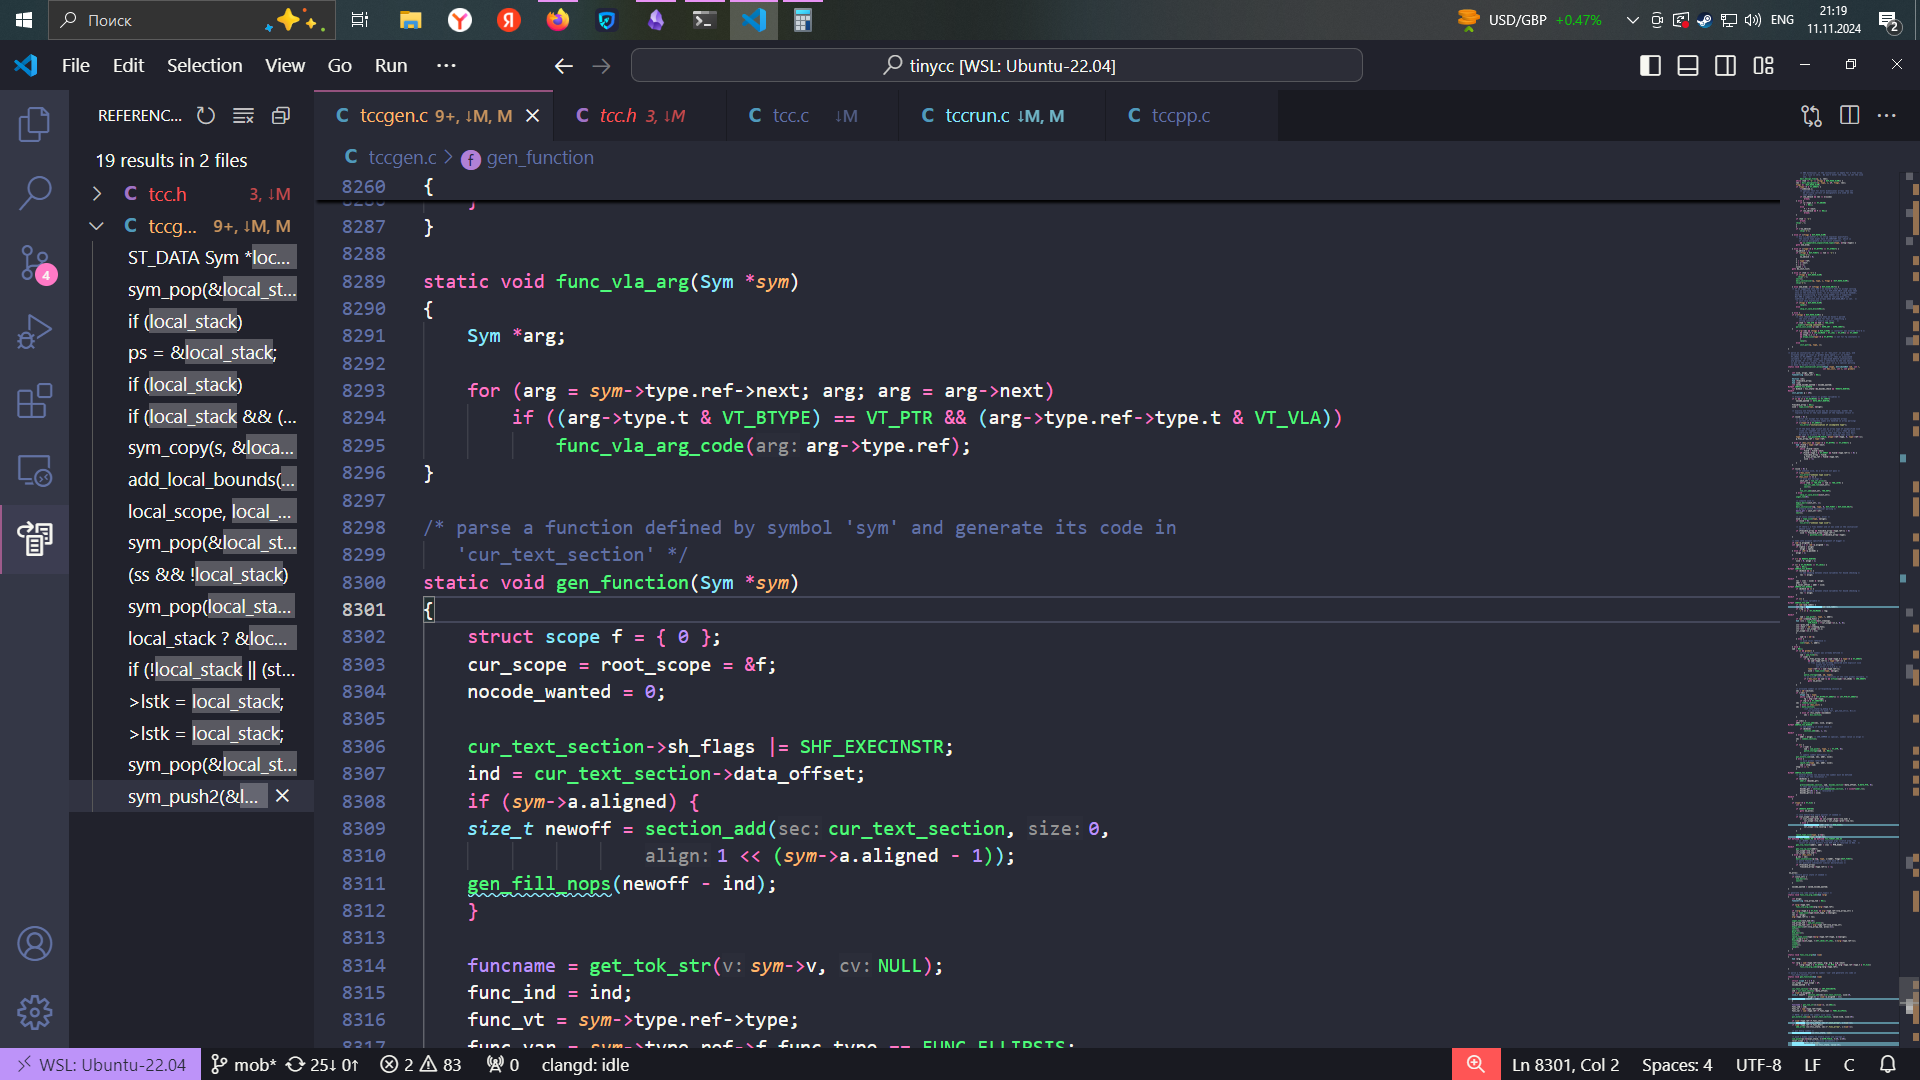 Поиск
USD/GBP +0.47%
ENG
21:19
11.11.2024
2
File Edit Selection View Go Run ···
tinycc [WSL: Ubuntu-22.04]
REFERENC...
C tccgen.c 9+, ↓M, M
C tcc.h 3, ↓M
C tcc.c ↓M
C tccrun.c ↓M, M
C tccpp.c
C tccgen.c > f gen_function
19 results in 2 files
C tcc.h 3, ↓M
C tccg... 9+, ↓M, M
ST_DATA Sym *loc...
sym_pop(&local_st...
if (local_stack)
ps = &local_stack;
if (local_stack)
if (local_stack && (...
sym_copy(s, &loca...
add_local_bounds(...
local_scope, local_...
sym_pop(&local_st...
(ss && !local_stack)
sym_pop(local_sta...
local_stack ? &loc...
if (!local_stack || (st...
>lstk = local_stack;
>lstk = local_stack;
sym_pop(&local_st...
sym_push2(&l...
4
8260 {
8287 }
8288
8289 static void func_vla_arg(Sym *sym)
8290 {
8291 Sym *arg;
8292
8293 for (arg = sym->type.ref->next; arg; arg = arg->next)
8294 if ((arg->type.t & VT_BTYPE) == VT_PTR && (arg->type.ref->type.t & VT_VLA))
8295 func_vla_arg_code(arg: arg->type.ref);
8296 }
8297
8298 /* parse a function defined by symbol 'sym' and generate its code in
8299 'cur_text_section' */
8300 static void gen_function(Sym *sym)
8301 {
8302 struct scope f = { 0 };
8303 cur_scope = root_scope = &f;
8304 nocode_wanted = 0;
8305
8306 cur_text_section->sh_flags |= SHF_EXECINSTR;
8307 ind = cur_text_section->data_offset;
8308 if (sym->a.aligned) {
8309 size_t newoff = section_add(sec: cur_text_section, size: 0,
8310 align: 1 << (sym->a.aligned - 1));
8311 gen_fill_nops(newoff - ind);
8312 }
8313
8314 funcname = get_tok_str(v: sym->v, cv: NULL);
8315 func_ind = ind;
8316 func_vt = sym->type.ref->type;
8317 func_var = sym->type.ref->f.func_type == FUNC_ELLIPSIS;
WSL: Ubuntu-22.04 mob* 25↓ 0↑ 2 83 0 clangd: idle
Ln 8301, Col 2 Spaces: 4 UTF-8 LF C